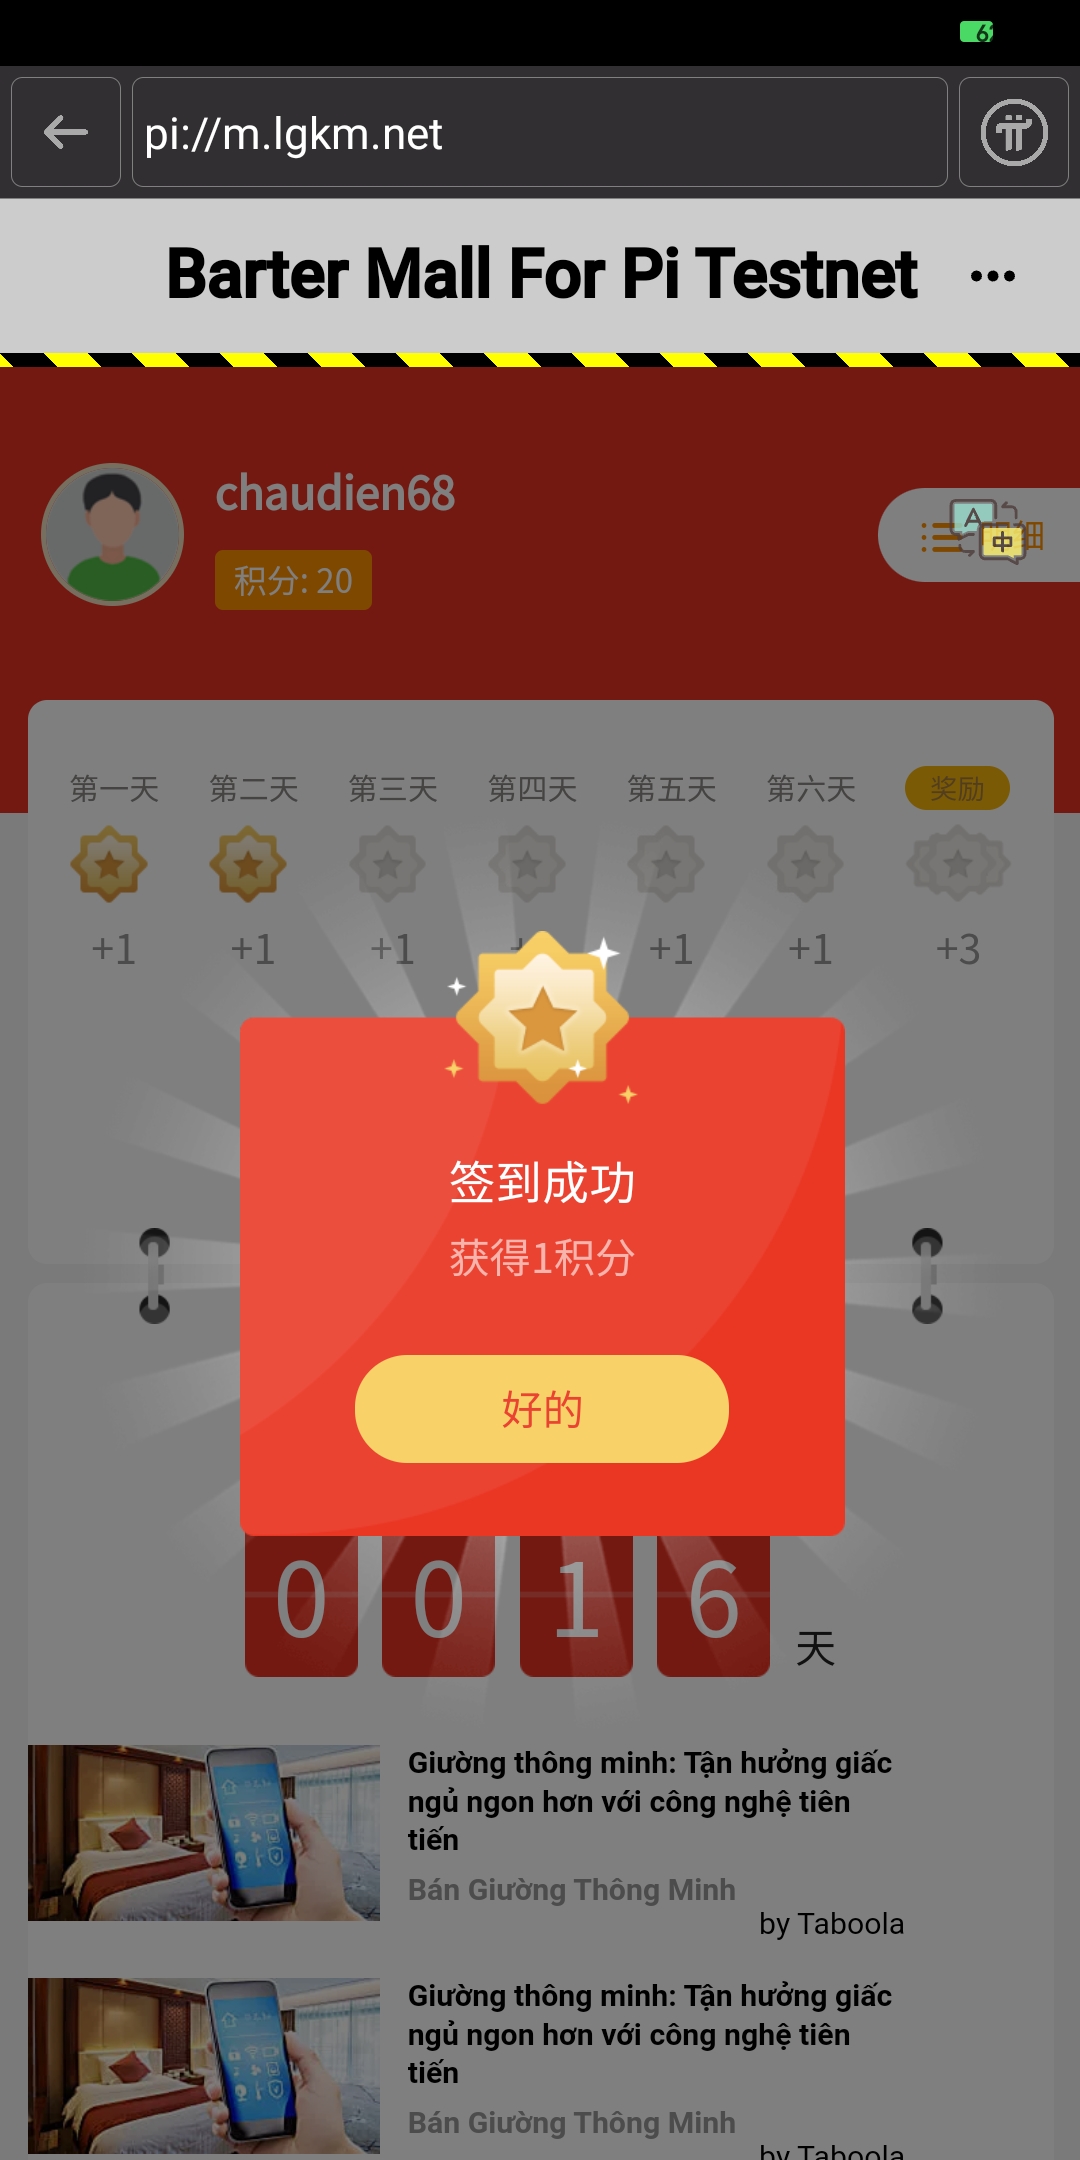 6
pi://m.lgkm.net
Barter Mall For Pi Testnet
chaudien68
积分: 20
细
第一天 第二天 第三天 第四天 第五天 第六天 奖励
+1 +1 +1 +1 +1 +3
签到成功
获得1积分
好的
0 0 1 6 天
Giường thông minh: Tận hưởng giấc
ngủ ngon hơn với công nghệ tiên
tiến
Bán Giường Thông Minh
by Taboola
Giường thông minh: Tận hưởng giấc
ngủ ngon hơn với công nghệ tiên
tiến
Bán Giường Thông Minh
by Taboola